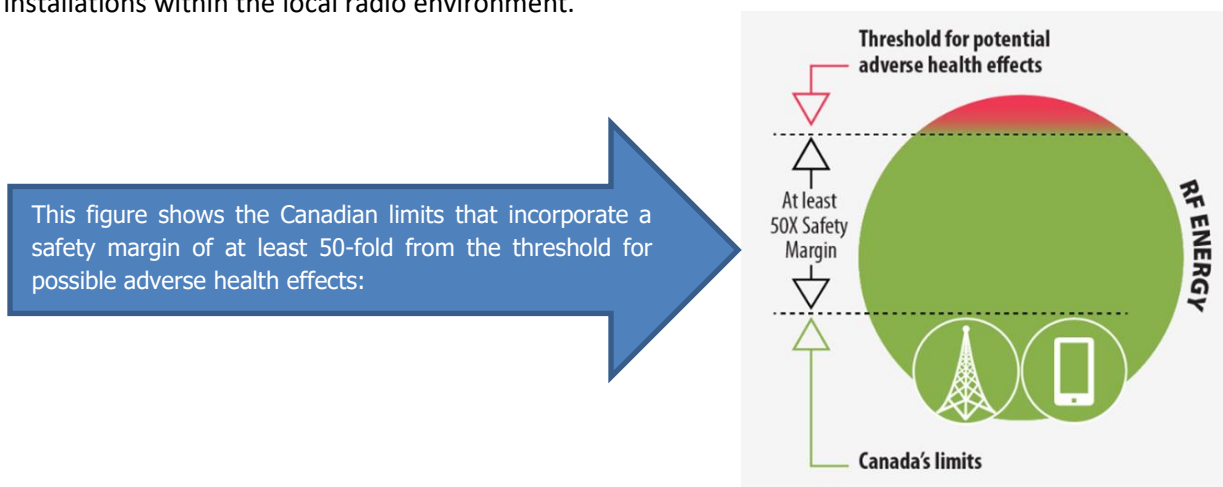 installations within the local radio environment.
This figure shows the Canadian limits that incorporate a
safety margin of at least 50-fold from the threshold for
possible adverse health effects:
Threshold for potential
adverse health effects
At least
50X Safety
Margin
RF ENERGY
Canada's limits